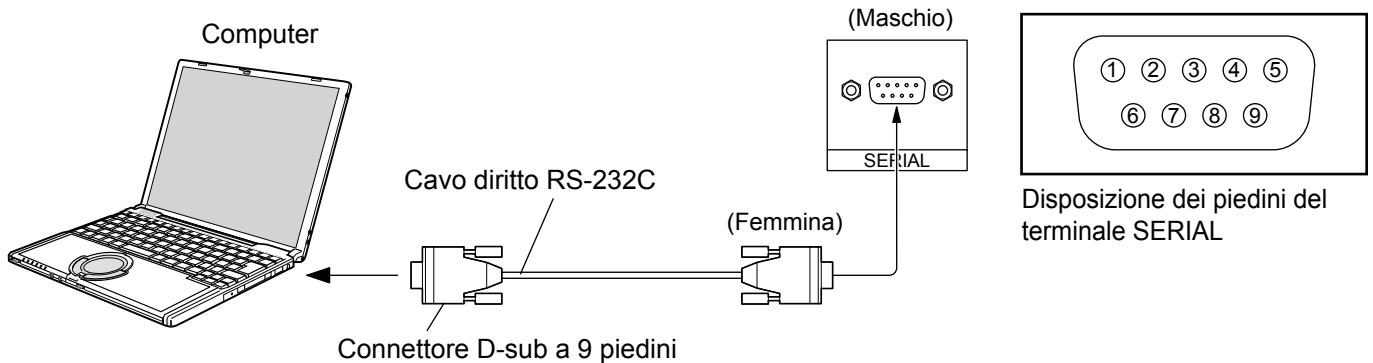 Computer
(Maschio)
SERIAL
① ② ③ ④ ⑤
⑥ ⑦ ⑧ ⑨
Disposizione dei piedini del
terminale SERIAL
Cavo diritto RS-232C
(Femmina)
Connettore D-sub a 9 piedini